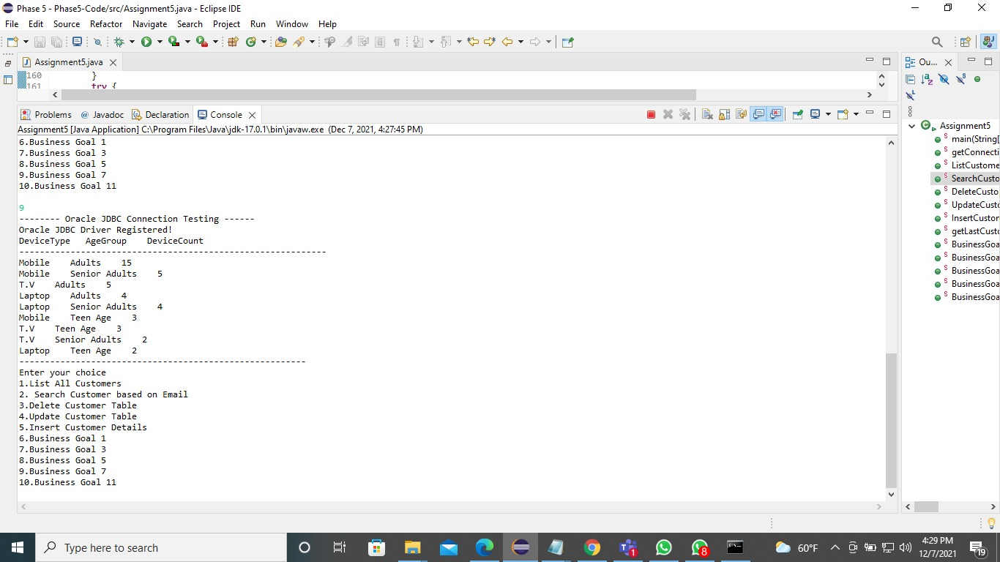 Phase 5 - Phase5-Code/src/Assignment5.java - Eclipse IDE
File Edit Source Refactor Navigate Search Project Run Window Help
Assignment5.java
Ou...
160 }
161 try {
Problems @ Javadoc Declaration Console
Assignment5 [Java Application] C:\Program Files\Java\jdk-17.0.1\bin\javaw.exe (Dec 7, 2021, 4:27:45 PM)
6.Business Goal 1
7.Business Goal 3
8.Business Goal 5
9.Business Goal 7
10.Business Goal 11
9
-------- Oracle JDBC Connection Testing ------
Oracle JDBC Driver Registered!
DeviceType AgeGroup DeviceCount
------------------------------------------------------------
Mobile Adults 15
Mobile Senior Adults 5
T.V Adults 5
Laptop Adults 4
Laptop Senior Adults 4
Mobile Teen Age 3
T.V Teen Age 3
T.V Senior Adults 2
Laptop Teen Age 2
--------------------------------------------------------
Enter your choice
1.List All Customers
2. Search Customer based on Email
3.Delete Customer Table
4.Update Customer Table
5.Insert Customer Details
6.Business Goal 1
7.Business Goal 3
8.Business Goal 5
9.Business Goal 7
10.Business Goal 11
Assignment5
main(String[
getConnecti
ListCustome
SearchCusto
DeleteCusto
UpdateCusto
InsertCustor
getLastCusto
BusinessGoa
BusinessGoa
BusinessGoa
BusinessGoa
BusinessGoa
Type here to search
1
8
60°F
4:29 PM
12/7/2021
19